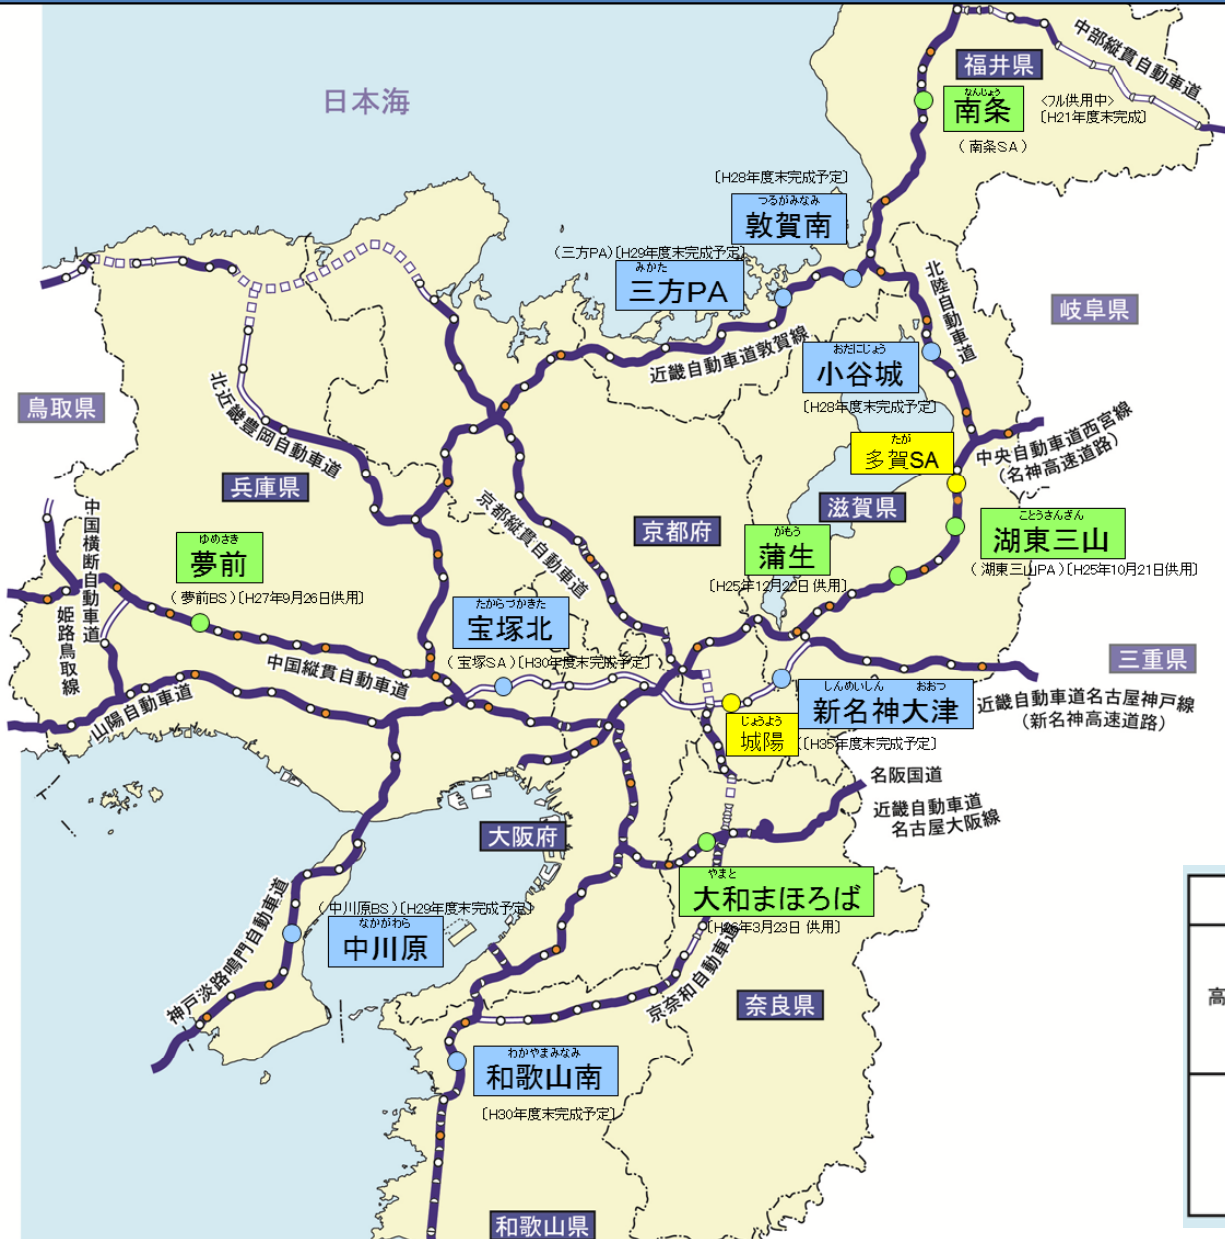 中部縦貫自動車道
福井県
日本海
なんじょう
南条
<フル供用中>
〔H21年度末完成〕
（南条SA）
〔H28年度末完成予定〕
つるがみなみ
敦賀南
（三方PA）〔H29年度末完成予定〕
みかた
三方PA
北陸自動車道
岐阜県
近畿自動車道敦賀線
おだにじょう
小谷城
〔H28年度末完成予定〕
鳥取県
北近畿豊岡自動車道
中央自動車道西宮線
（名神高速道路）
たが
多賀SA
兵庫県
滋賀県
京都府
京都縦貫自動車道
中国横断自動車道
姫路鳥取線
ゆめさき
夢前
（夢前BS）〔H27年9月26日供用〕
がもう
蒲生
〔H25年12月22日 供用〕
ことうさんざん
湖東三山
（湖東三山PA）〔H25年10月21日供用〕
たからづかきた
宝塚北
（宝塚SA）〔H30年度末完成予定〕
中国縦貫自動車道
三重県
山陽自動車道
しんめいしん おおつ
新名神大津
〔H35年度末完成予定〕
近畿自動車道名古屋神戸線
（新名神高速道路）
じょうよう
城陽
名阪国道
近畿自動車道
名古屋大阪線
大阪府
やまと
大和まほろば
〔H26年3月23日 供用〕
（中川原BS）〔H29年度末完成予定〕
なかがわら
中川原
神戸淡路鳴門自動車道
京奈和自動車道
奈良県
高
わかやまみなみ
和歌山南
〔H30年度末完成予定〕
和歌山県